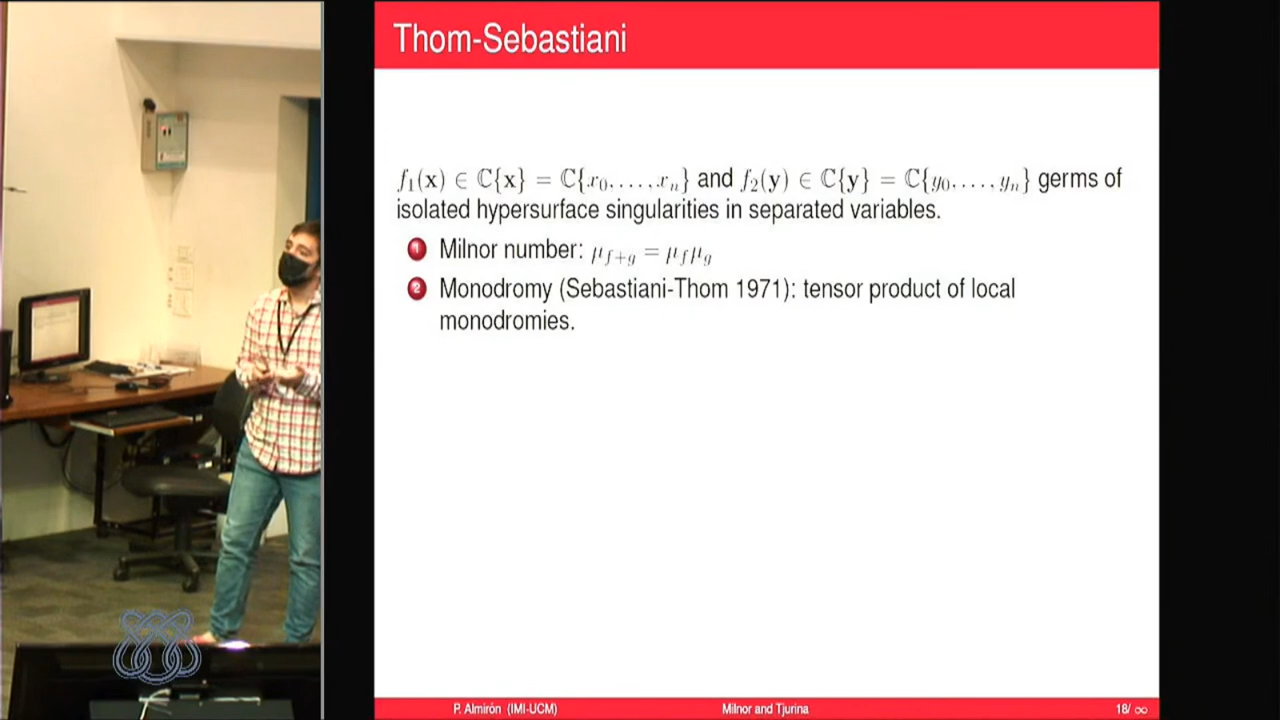 Thom-Sebastiani
f₁(x) ∈ ℂ{x} = ℂ{x₀, . . . , xₙ} and f₂(y) ∈ ℂ{y} = ℂ{y₀, . . . , yₙ} germs of
isolated hypersurface singularities in separated variables.
1 Milnor number: μ_{f+g} = μ_f μ_g
2 Monodromy (Sebastiani-Thom 1971): tensor product of local
monodromies.
P. Almirón (IMI-UCM) Milnor and Tjurina 18/ ∞